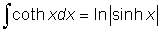 ∫coth xdx = ln|sinh x|